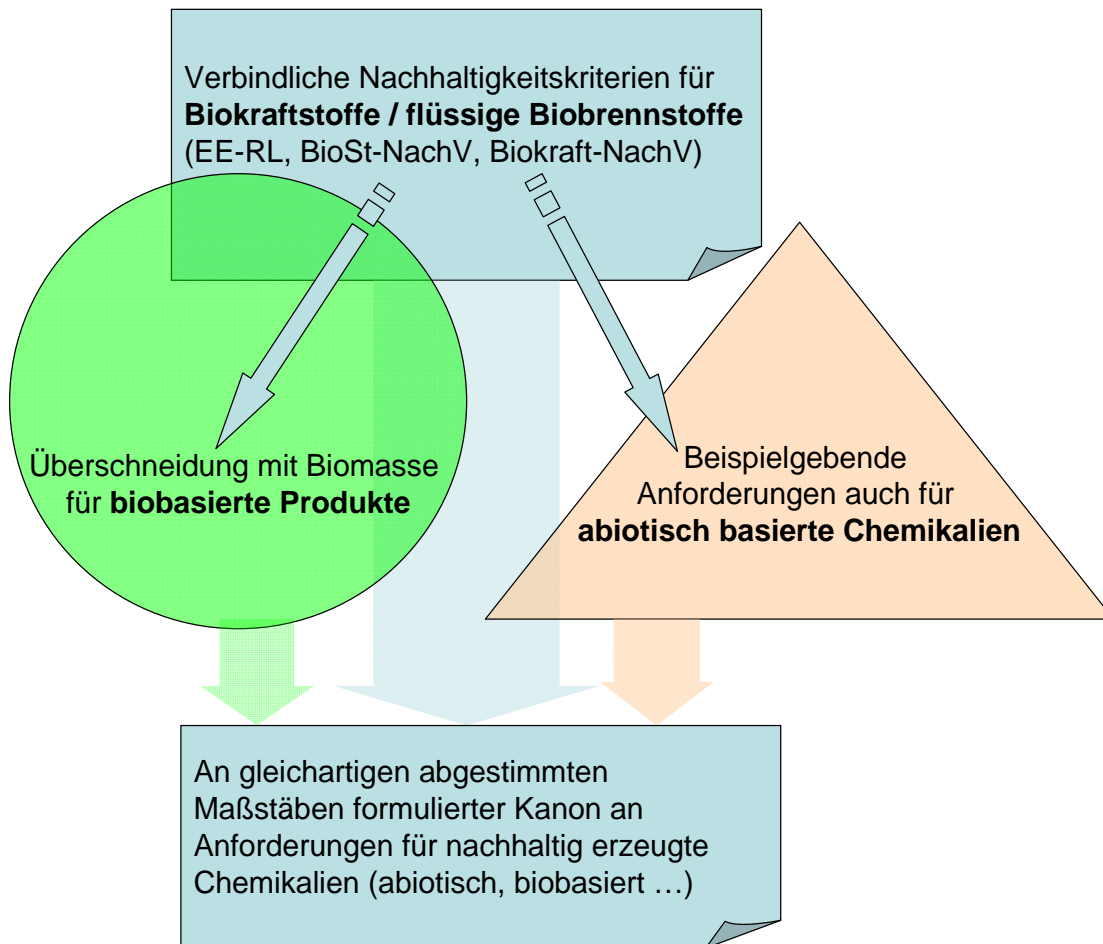 Verbindliche Nachhaltigkeitskriterien für
Biokraftstoffe / flüssige Biobrennstoffe
(EE-RL, BioSt-NachV, Biokraft-NachV)
Überschneidung mit Biomasse
für biobasierte Produkte
Beispielgebende
Anforderungen auch für
abiotisch basierte Chemikalien
An gleichartigen abgestimmten
Maßstäben formulierter Kanon an
Anforderungen für nachhaltig erzeugte
Chemikalien (abiotisch, biobasiert …)